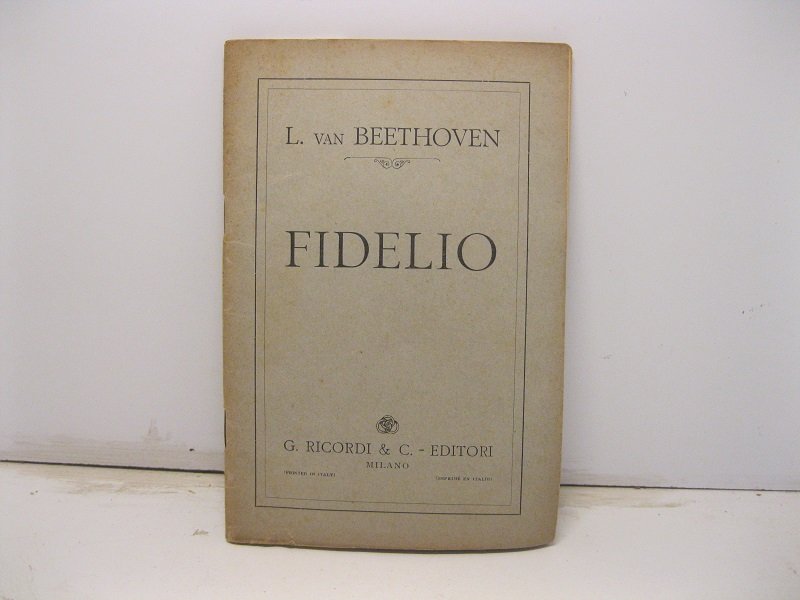 L. VAN BEETHOVEN
FIDELIO
G. RICORDI & C. - EDITORI
MILANO
(PRINTED IN ITALY) (IMPRIMÉ EN ITALIE)